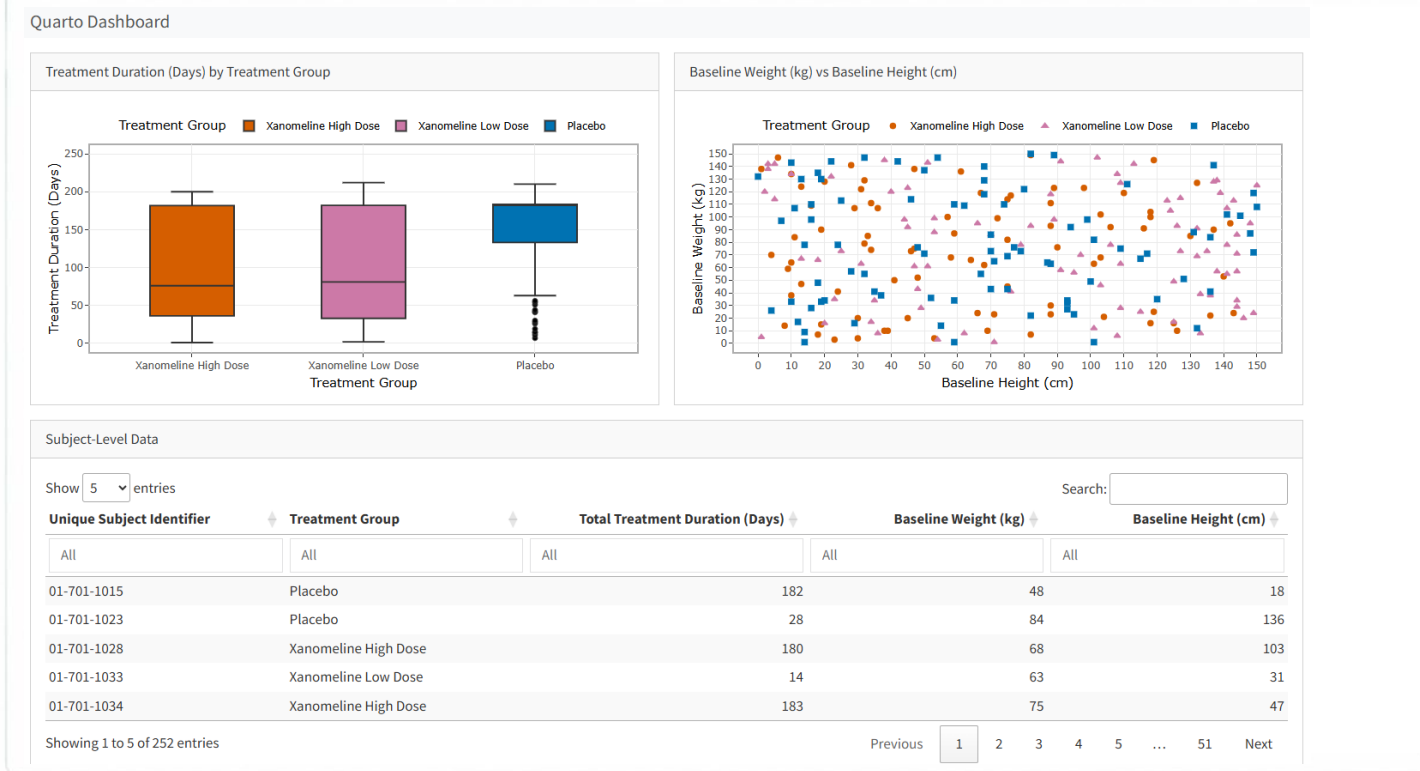 Quarto Dashboard
Treatment Duration (Days) by Treatment Group
Treatment Group Xanomeline High Dose Xanomeline Low Dose Placebo
250
200
150
100
50
0
Treatment Duration (Days)
Xanomeline High Dose Xanomeline Low Dose Placebo
Treatment Group
Baseline Weight (kg) vs Baseline Height (cm)
Treatment Group Xanomeline High Dose Xanomeline Low Dose Placebo
150
140
130
120
110
100
90
80
70
60
50
40
30
20
10
0
Baseline Weight (kg)
0 10 20 30 40 50 60 70 80 90 100 110 120 130 140 150
Baseline Height (cm)
Subject-Level Data
Show 5 entries Search:
Unique Subject Identifier Treatment Group Total Treatment Duration (Days) Baseline Weight (kg) Baseline Height (cm)
All All All All All
01-701-1015 Placebo 182 48 18
01-701-1023 Placebo 28 84 136
01-701-1028 Xanomeline High Dose 180 68 103
01-701-1033 Xanomeline Low Dose 14 63 31
01-701-1034 Xanomeline High Dose 183 75 47
Showing 1 to 5 of 252 entries Previous 1 2 3 4 5 … 51 Next